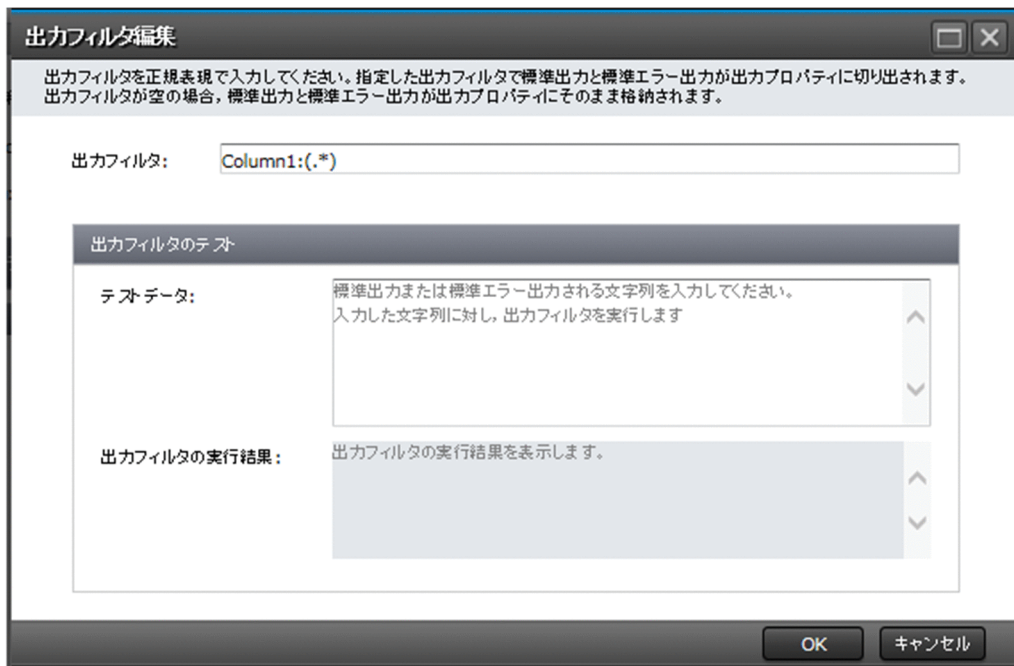 出力フィルタ編集
出力フィルタを正規表現で入力してください。指定した出力フィルタで標準出力と標準エラー出力が出力プロパティに切り出されます。
出力フィルタが空の場合，標準出力と標準エラー出力が出力プロパティにそのまま格納されます。
出力フィルタ: Column1:(.*)
出力フィルタのテスト
テストデータ: 標準出力または標準エラー出力される文字列を入力してください。
入力した文字列に対し，出力フィルタを実行します
出力フィルタの実行結果: 出力フィルタの実行結果を表示します。
OK キャンセル